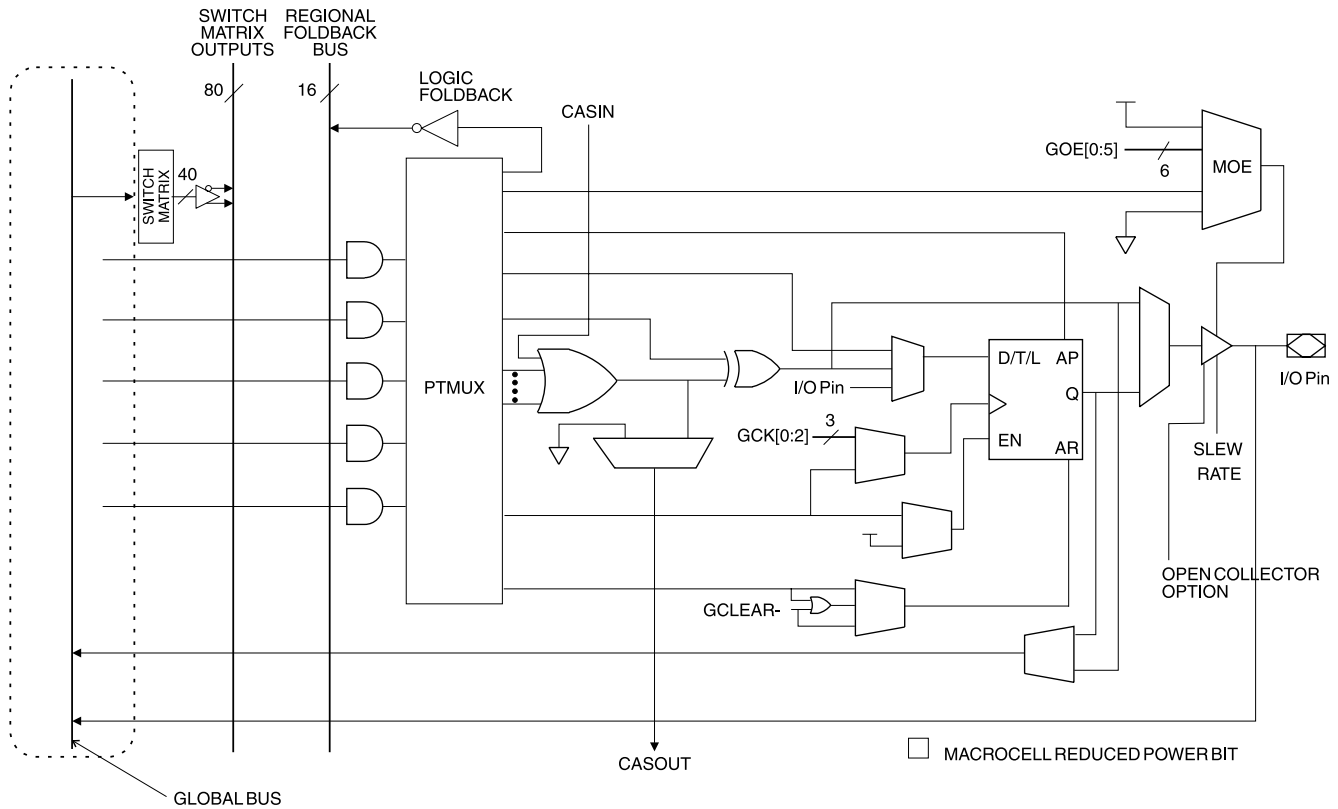 SWITCH
MATRIX
OUTPUTS
REGIONAL
FOLDBACK
BUS
80
16
LOGIC
FOLDBACK
CASIN
SWITCH
MATRIX
40
GOE[0:5]
6
MOE
PTMUX
I/O Pin
D/T/L
AP
Q
EN
AR
GCK[0:2]
3
I/O Pin
SLEW
RATE
OPEN COLLECTOR
OPTION
GCLEAR-
CASOUT
MACROCELL REDUCED POWER BIT
GLOBAL BUS